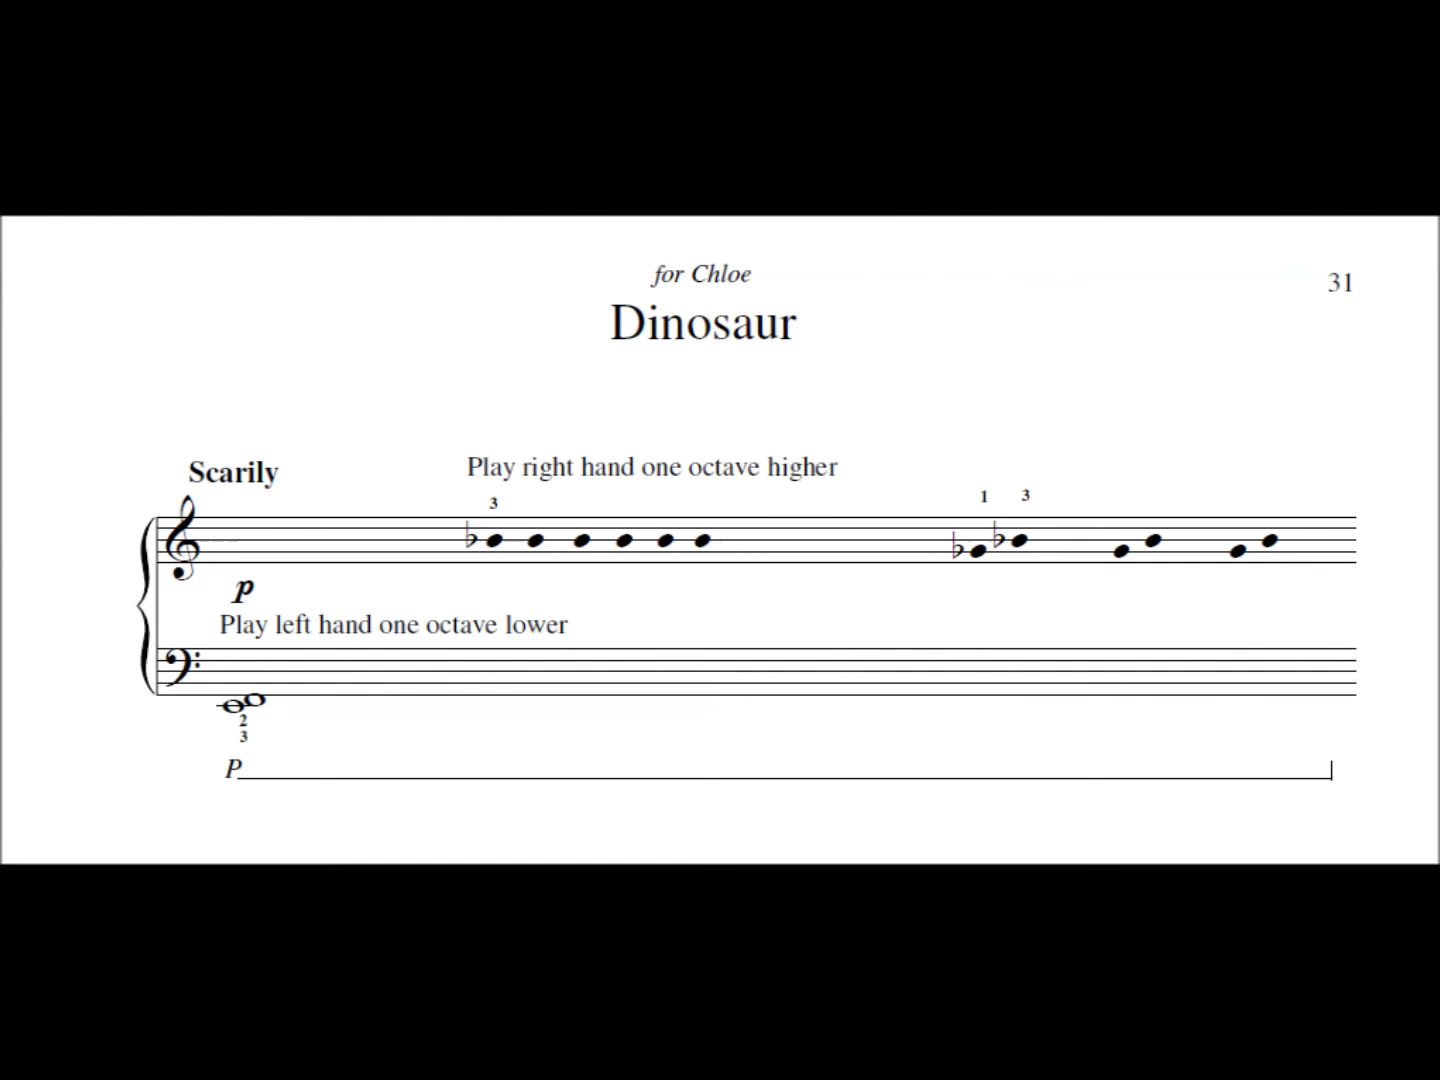 for Chloe
31
Dinosaur
Scarily
Play right hand one octave higher
3
1 3
p
Play left hand one octave lower
2
3
P